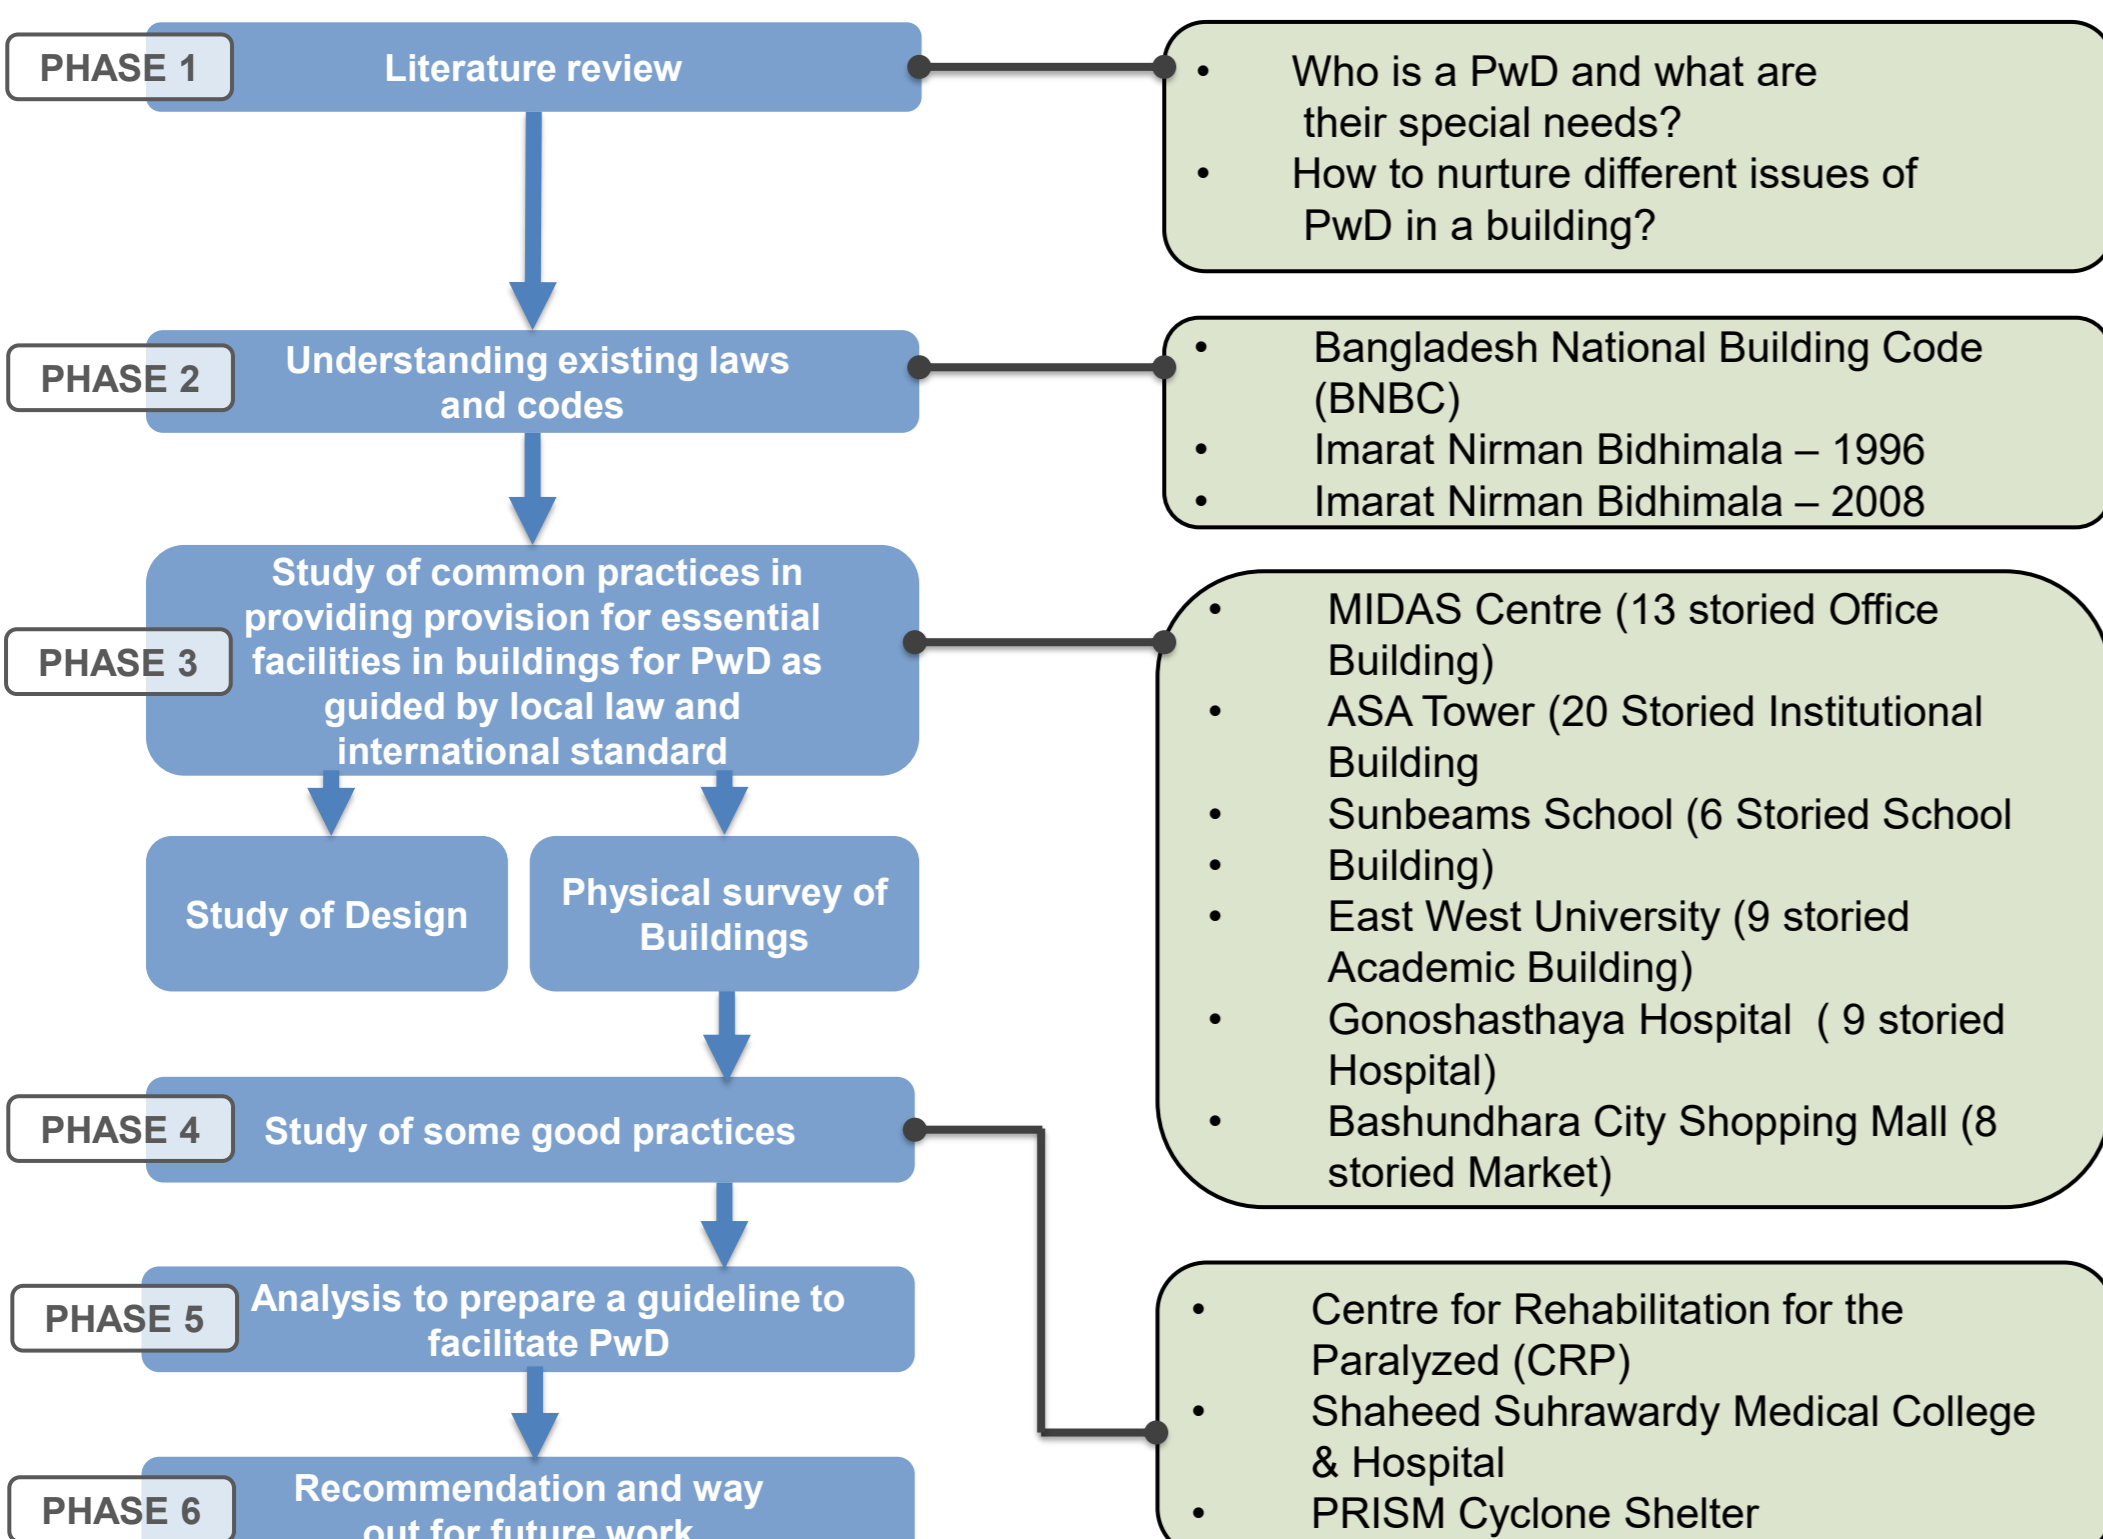 PHASE 1
Literature review
• Who is a PwD and what are
their special needs?
• How to nurture different issues of
PwD in a building?
PHASE 2
Understanding existing laws
and codes
• Bangladesh National Building Code
(BNBC)
• Imarat Nirman Bidhimala – 1996
• Imarat Nirman Bidhimala – 2008
PHASE 3
Study of common practices in
providing provision for essential
facilities in buildings for PwD as
guided by local law and
international standard
• MIDAS Centre (13 storied Office
Building)
• ASA Tower (20 Storied Institutional
Building
• Sunbeams School (6 Storied School
• Building)
• East West University (9 storied
Academic Building)
• Gonoshasthaya Hospital ( 9 storied
Hospital)
• Bashundhara City Shopping Mall (8
storied Market)
Study of Design
Physical survey of
Buildings
PHASE 4
Study of some good practices
• Centre for Rehabilitation for the
Paralyzed (CRP)
• Shaheed Suhrawardy Medical College
& Hospital
• PRISM Cyclone Shelter
PHASE 5
Analysis to prepare a guideline to
facilitate PwD
PHASE 6
Recommendation and way
out for future work